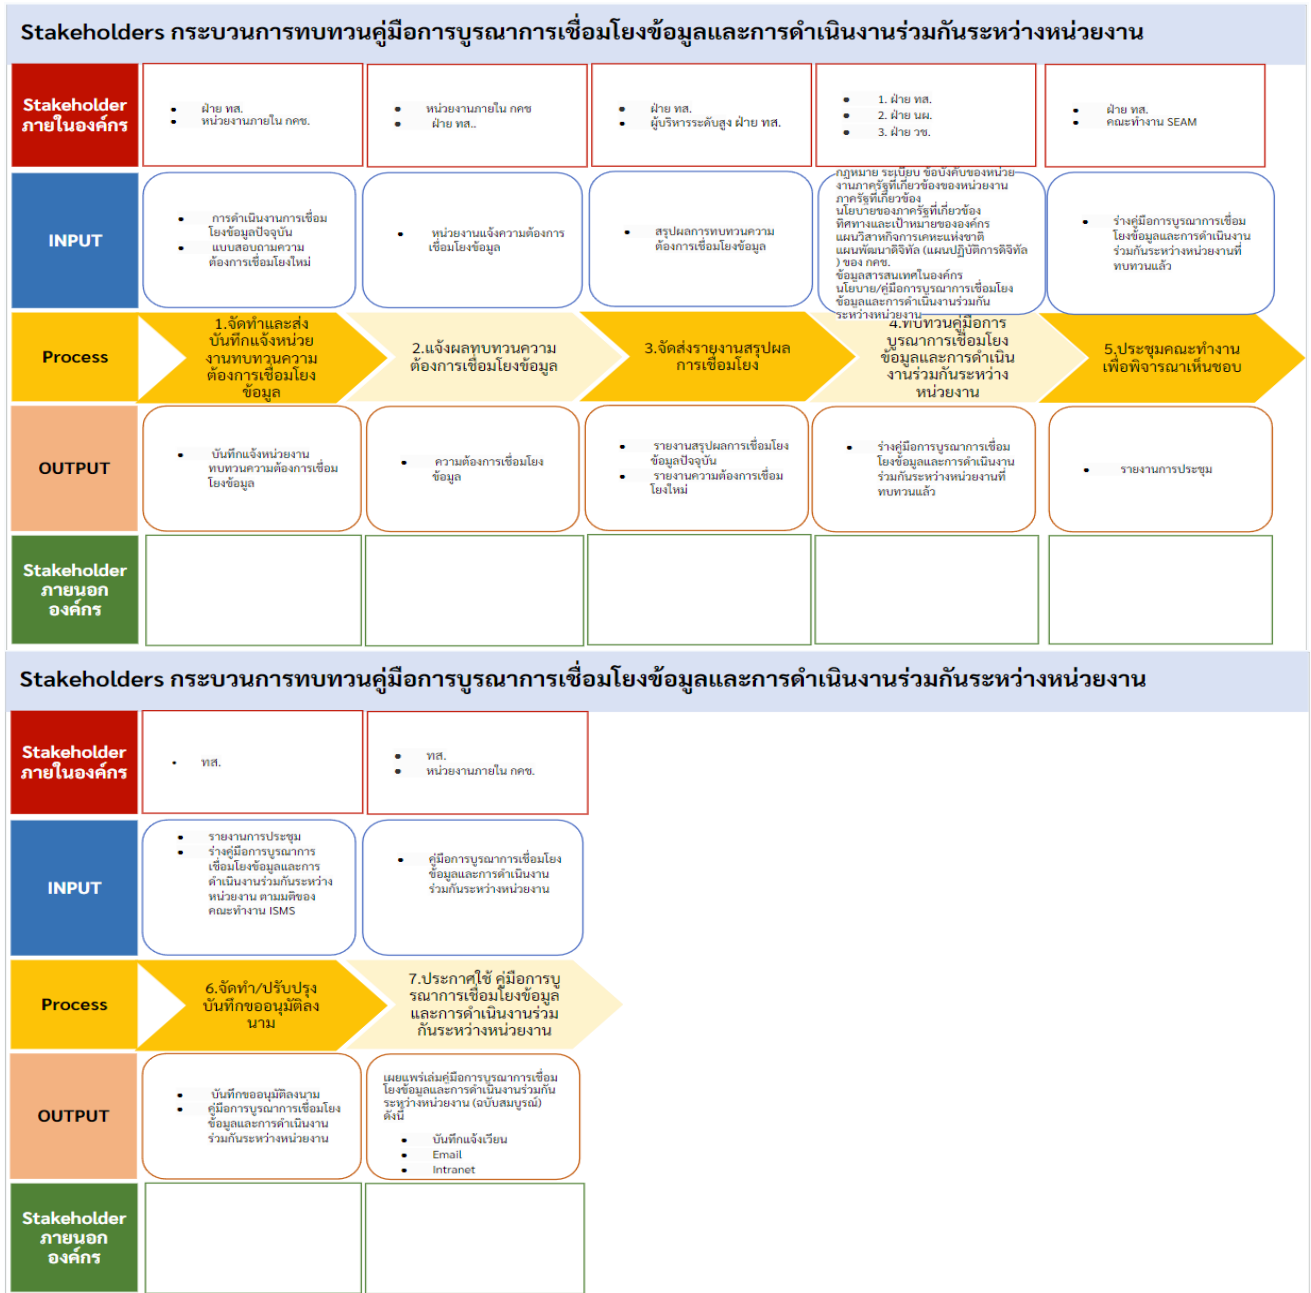 Stakeholders กระบวนการทบทวนคู่มือการบูรณาการเชื่อมโยงข้อมูลและการดำเนินงานร่วมกันระหว่างหน่วยงาน
Stakeholder
ภายในองค์กร
• ฝ่าย ทส.
• หน่วยงานภายใน กคช.
• หน่วยงานภายใน กคช
• ฝ่าย ทส..
• ฝ่าย ทส.
• ผู้บริหารระดับสูง ฝ่าย ทส.
• 1. ฝ่าย ทส.
• 2. ฝ่าย นผ.
• 3. ฝ่าย วช.
• ฝ่าย ทส.
• คณะทำงาน SEAM
INPUT
• การดำเนินงานการเชื่อม
โยงข้อมูลปัจจุบัน
• แบบสอบถามความ
ต้องการเชื่อมโยงใหม่
• หน่วยงานแจ้งความต้องการ
เชื่อมโยงข้อมูล
• สรุปผลการทบทวนความ
ต้องการเชื่อมโยงข้อมูล
กฎหมาย ระเบียบ ข้อบังคับของหน่วย
งานภาครัฐที่เกี่ยวข้องของหน่วยงาน
ภาครัฐที่เกี่ยวข้อง
นโยบายของภาครัฐที่เกี่ยวข้อง
ทิศทางและเป้าหมายขององค์กร
แผนวิสาหกิจการเคหะแห่งชาติ
แผนพัฒนาดิจิทัล (แผนปฏิบัติการดิจิทัล
) ของ กคช.
ข้อมูลสารสนเทศในองค์กร
นโยบาย/คู่มือการบูรณาการเชื่อมโยง
ข้อมูลและการดำเนินงานร่วมกัน
ระหว่างหน่วยงาน
• ร่างคู่มือการบูรณาการเชื่อม
โยงข้อมูลและการดำเนินงาน
ร่วมกันระหว่างหน่วยงานที่
ทบทวนแล้ว
Process
1.จัดทำและส่ง
บันทึกแจ้งหน่วย
งานทบทวนความ
ต้องการเชื่อมโยง
ข้อมูล
2.แจ้งผลทบทวนความ
ต้องการเชื่อมโยงข้อมูล
3.จัดส่งรายงานสรุปผล
การเชื่อมโยง
4.ทบทวนคู่มือการ
บูรณาการเชื่อมโยง
ข้อมูลและการดำเนิน
งานร่วมกันระหว่าง
หน่วยงาน
5.ประชุมคณะทำงาน
เพื่อพิจารณาเห็นชอบ
OUTPUT
• บันทึกแจ้งหน่วยงาน
ทบทวนความต้องการเชื่อม
โยงข้อมูล
• ความต้องการเชื่อมโยง
ข้อมูล
• รายงานสรุปผลการเชื่อมโยง
ข้อมูลปัจจุบัน
• รายงานความต้องการเชื่อม
โยงใหม่
• ร่างคู่มือการบูรณาการเชื่อม
โยงข้อมูลและการดำเนินงาน
ร่วมกันระหว่างหน่วยงานที่
ทบทวนแล้ว
• รายงานการประชุม
Stakeholder
ภายนอก
องค์กร
Stakeholders กระบวนการทบทวนคู่มือการบูรณาการเชื่อมโยงข้อมูลและการดำเนินงานร่วมกันระหว่างหน่วยงาน
Stakeholder
ภายในองค์กร
• ทส.
• ทส.
• หน่วยงานภายใน กคช.
INPUT
• รายงานการประชุม
• ร่างคู่มือการบูรณาการ
เชื่อมโยงข้อมูลและการ
ดำเนินงานร่วมกันระหว่าง
หน่วยงาน ตามมติของ
คณะทำงาน ISMS
• คู่มือการบูรณาการเชื่อมโยง
ข้อมูลและการดำเนินงาน
ร่วมกันระหว่างหน่วยงาน
Process
6.จัดทำ/ปรับปรุง
บันทึกขออนุมัติลง
นาม
7.ประกาศใช้ คู่มือการบู
รณาการเชื่อมโยงข้อมูล
และการดำเนินงานร่วม
กันระหว่างหน่วยงาน
OUTPUT
• บันทึกขออนุมัติลงนาม
• คู่มือการบูรณาการเชื่อมโยง
ข้อมูลและการดำเนินงาน
ร่วมกันระหว่างหน่วยงาน
เผยแพร่เล่มคู่มือการบูรณาการเชื่อม
โยงข้อมูลและการดำเนินงานร่วมกัน
ระหว่างหน่วยงาน (ฉบับสมบูรณ์)
ดังนี้
• บันทึกแจ้งเวียน
• Email
• Intranet
Stakeholder
ภายนอก
องค์กร